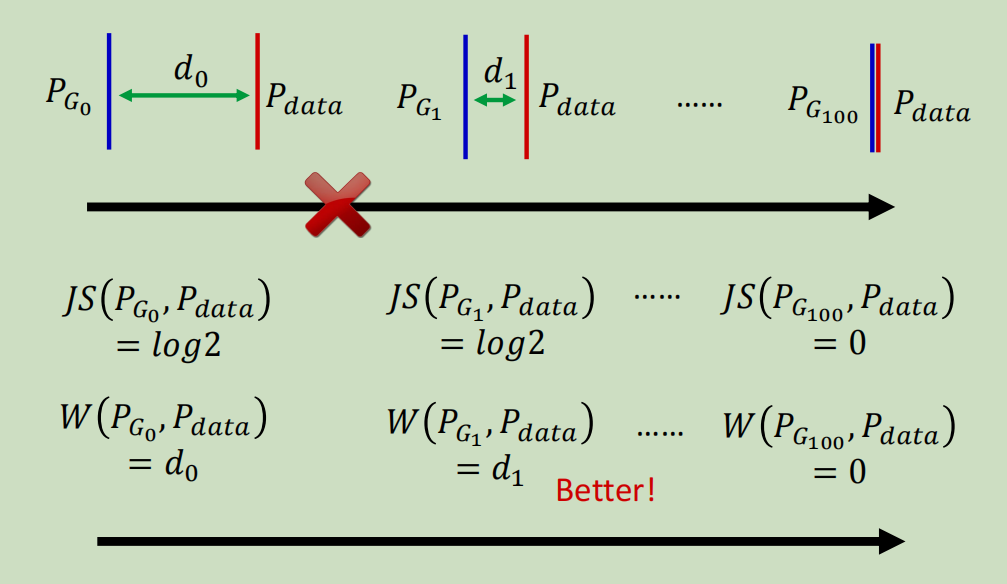 P_{G_0} d_0 P_{data} P_{G_1} d_1 P_{data} …… P_{G_{100}} P_{data}
JS(P_{G_0}, P_{data}) JS(P_{G_1}, P_{data}) …… JS(P_{G_{100}}, P_{data})
= log2 = log2 = 0
W(P_{G_0}, P_{data}) W(P_{G_1}, P_{data}) …… W(P_{G_{100}}, P_{data})
= d_0 = d_1 = 0
Better!